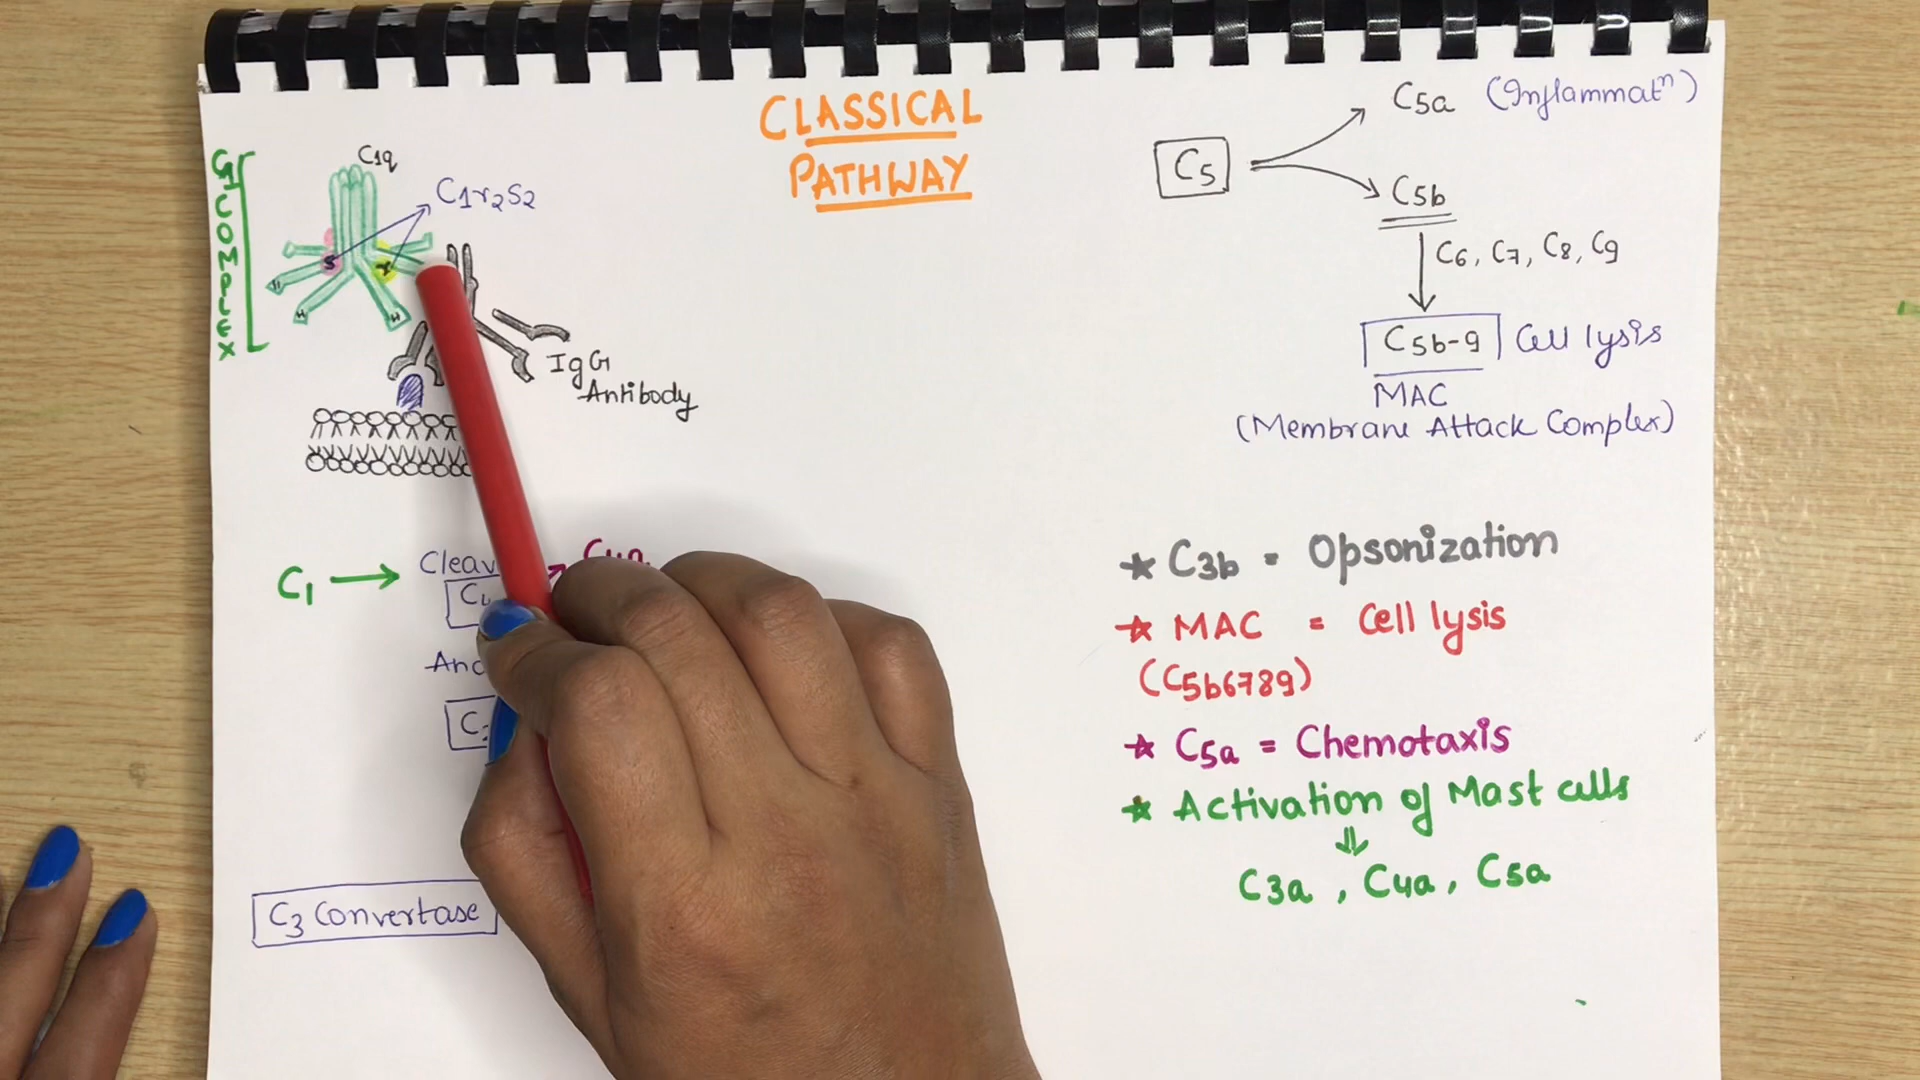 CLASSICAL
PATHWAY
C1 COMPLEX
C1q
C1r2s2
S
r
H
H
H
IgG
Antibody
C1 →
And
C3 Convertase
C5
C5a (Inflammatⁿ)
C5b
C6, C7, C8, C9
C5b-9 Cell lysis
MAC
(Membrane Attack Complex)
★ C3b = Opsonization
★ MAC = Cell lysis
(C5b6789)
★ C5a = Chemotaxis
★ Activation of Mast cells
⇓
C3a , C4a , C5a